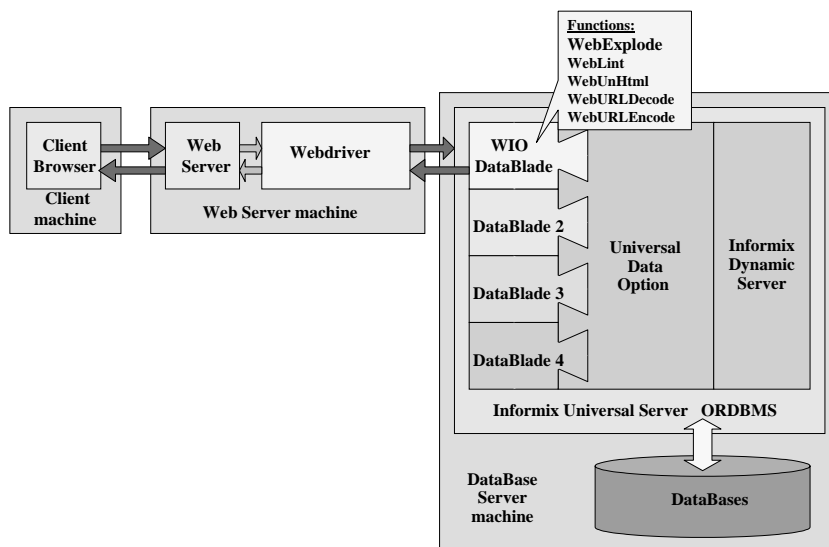 Functions:
WebExplode
WebLint
WebUnHtml
WebURLDecode
WebURLEncode
Client
Browser
Client
machine
Web
Server
Webdriver
Web Server machine
WIO
DataBlade
DataBlade 2
DataBlade 3
DataBlade 4
Universal
Data
Option
Informix
Dynamic
Server
Informix Universal Server ORDBMS
DataBase
Server
machine
DataBases